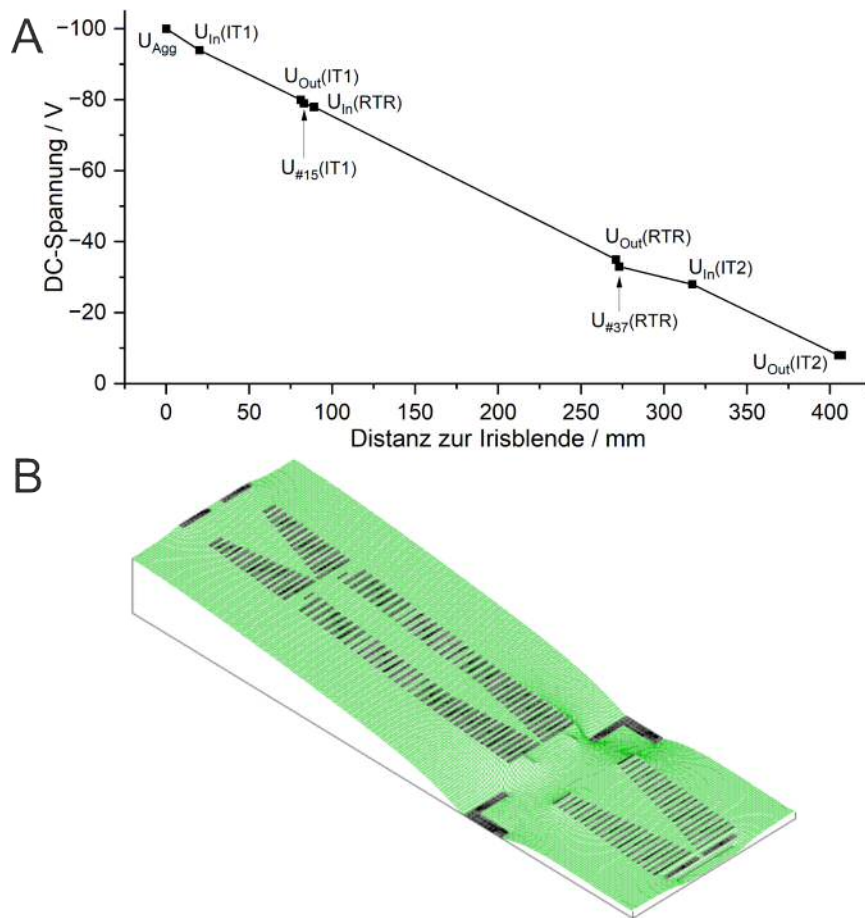 A
DC-Spannung / V
−100
−80
−60
−40
−20
0
U_Agg
U_In(IT1)
U_Out(IT1)
U_In(RTR)
U_#15(IT1)
U_Out(RTR)
U_In(IT2)
U_#37(RTR)
U_Out(IT2)
0 50 100 150 200 250 300 350 400
Distanz zur Irisblende / mm
B